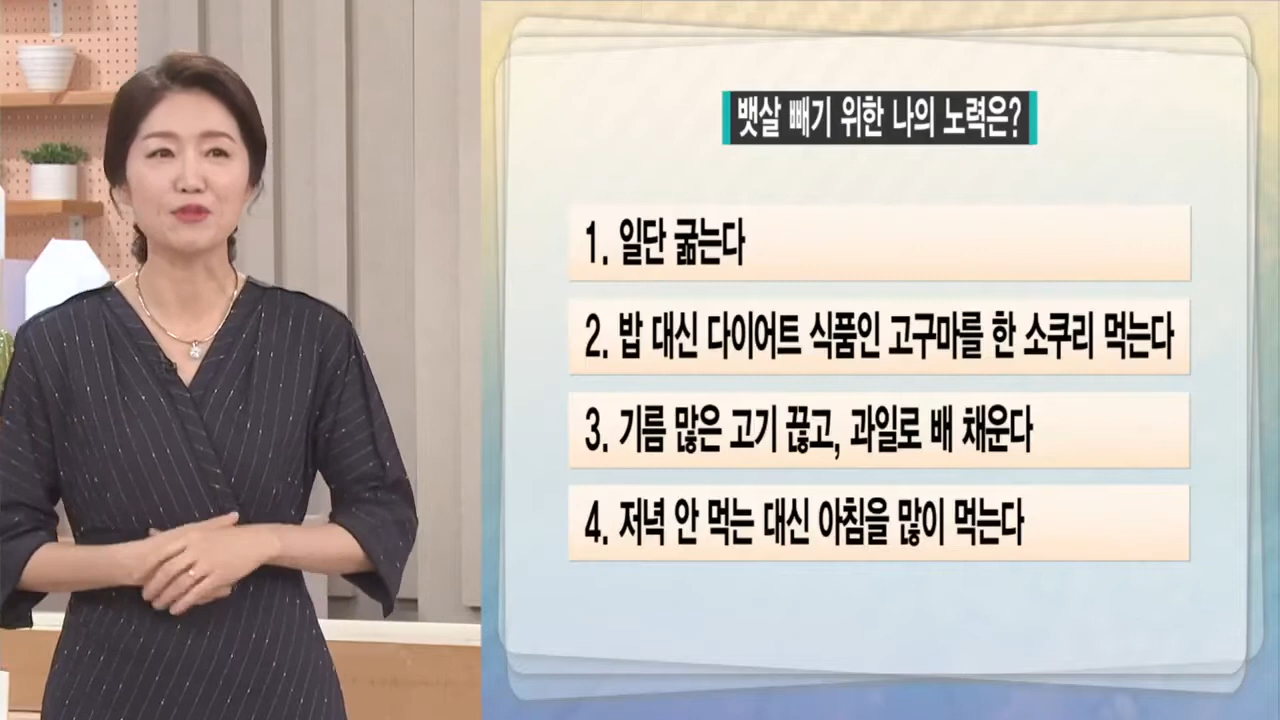 뱃살 빼기 위한 나의 노력은?
1. 일단 굶는다
2. 밥 대신 다이어트 식품인 고구마를 한 소쿠리 먹는다
3. 기름 많은 고기 끊고, 과일로 배 채운다
4. 저녁 안 먹는 대신 아침을 많이 먹는다